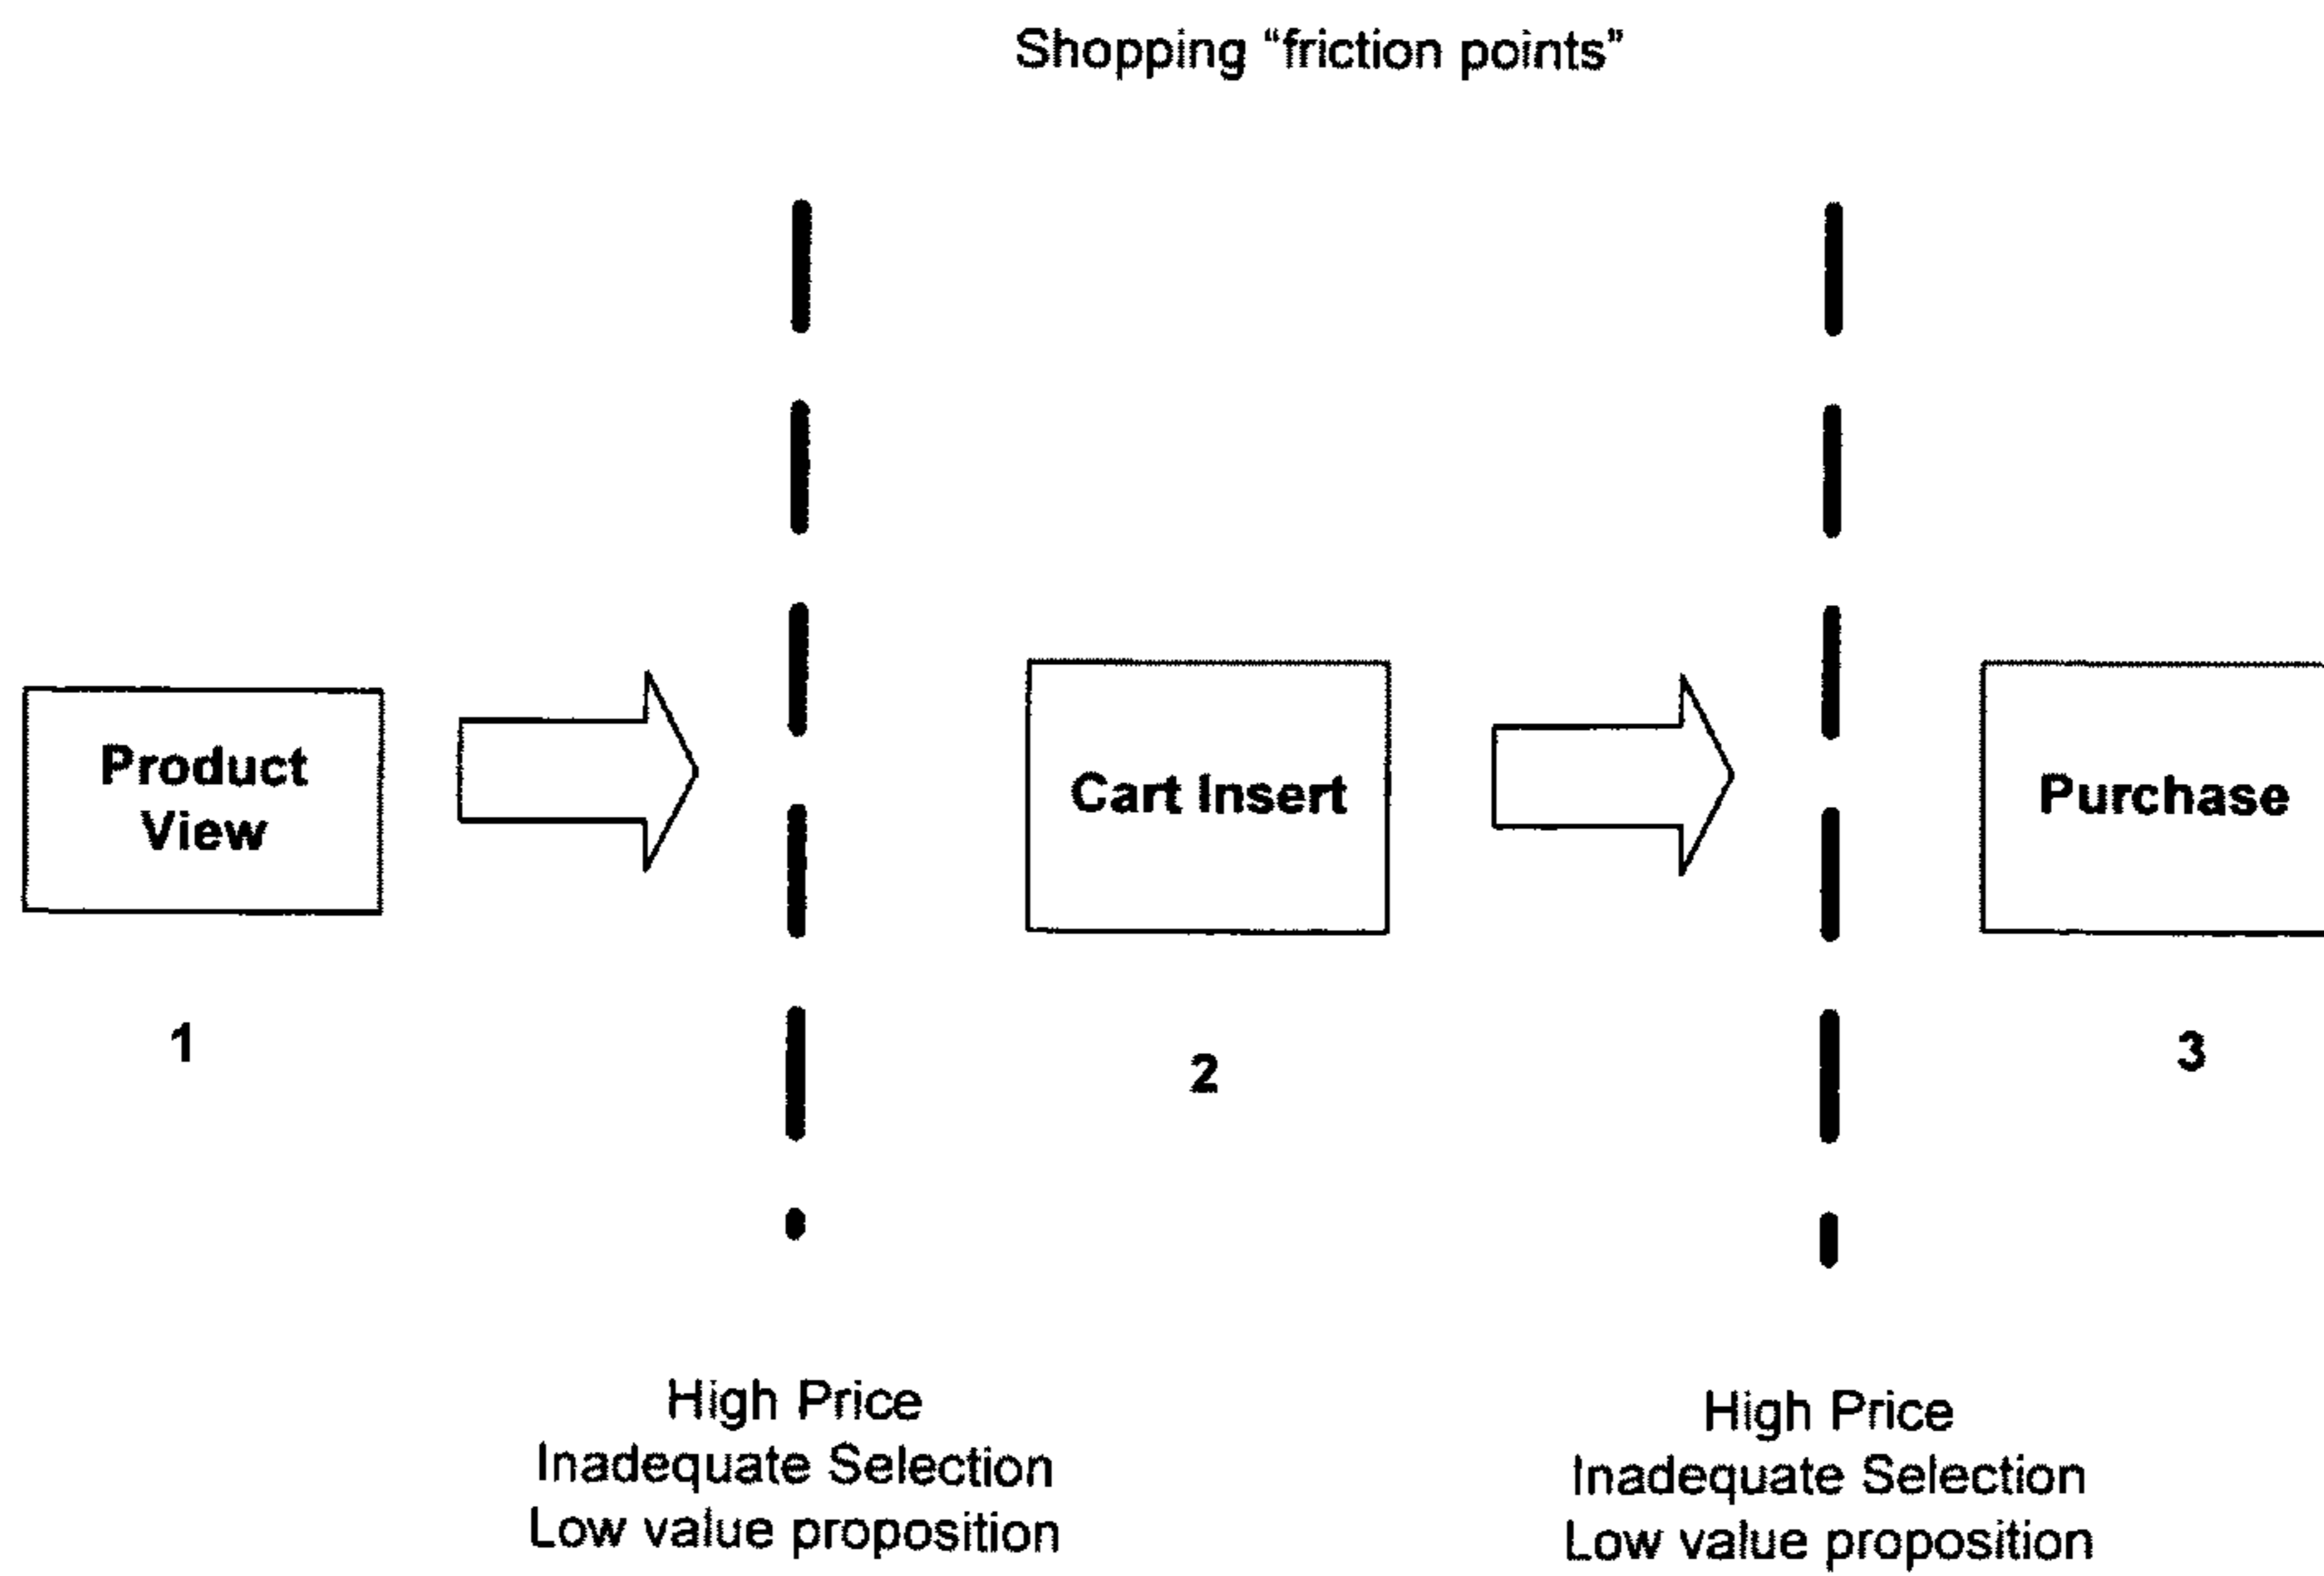 Shopping “friction points”
Product
View
Cart Insert
Purchase
1
2
3
High Price
Inadequate Selection
Low value proposition
High Price
Inadequate Selection
Low value proposition